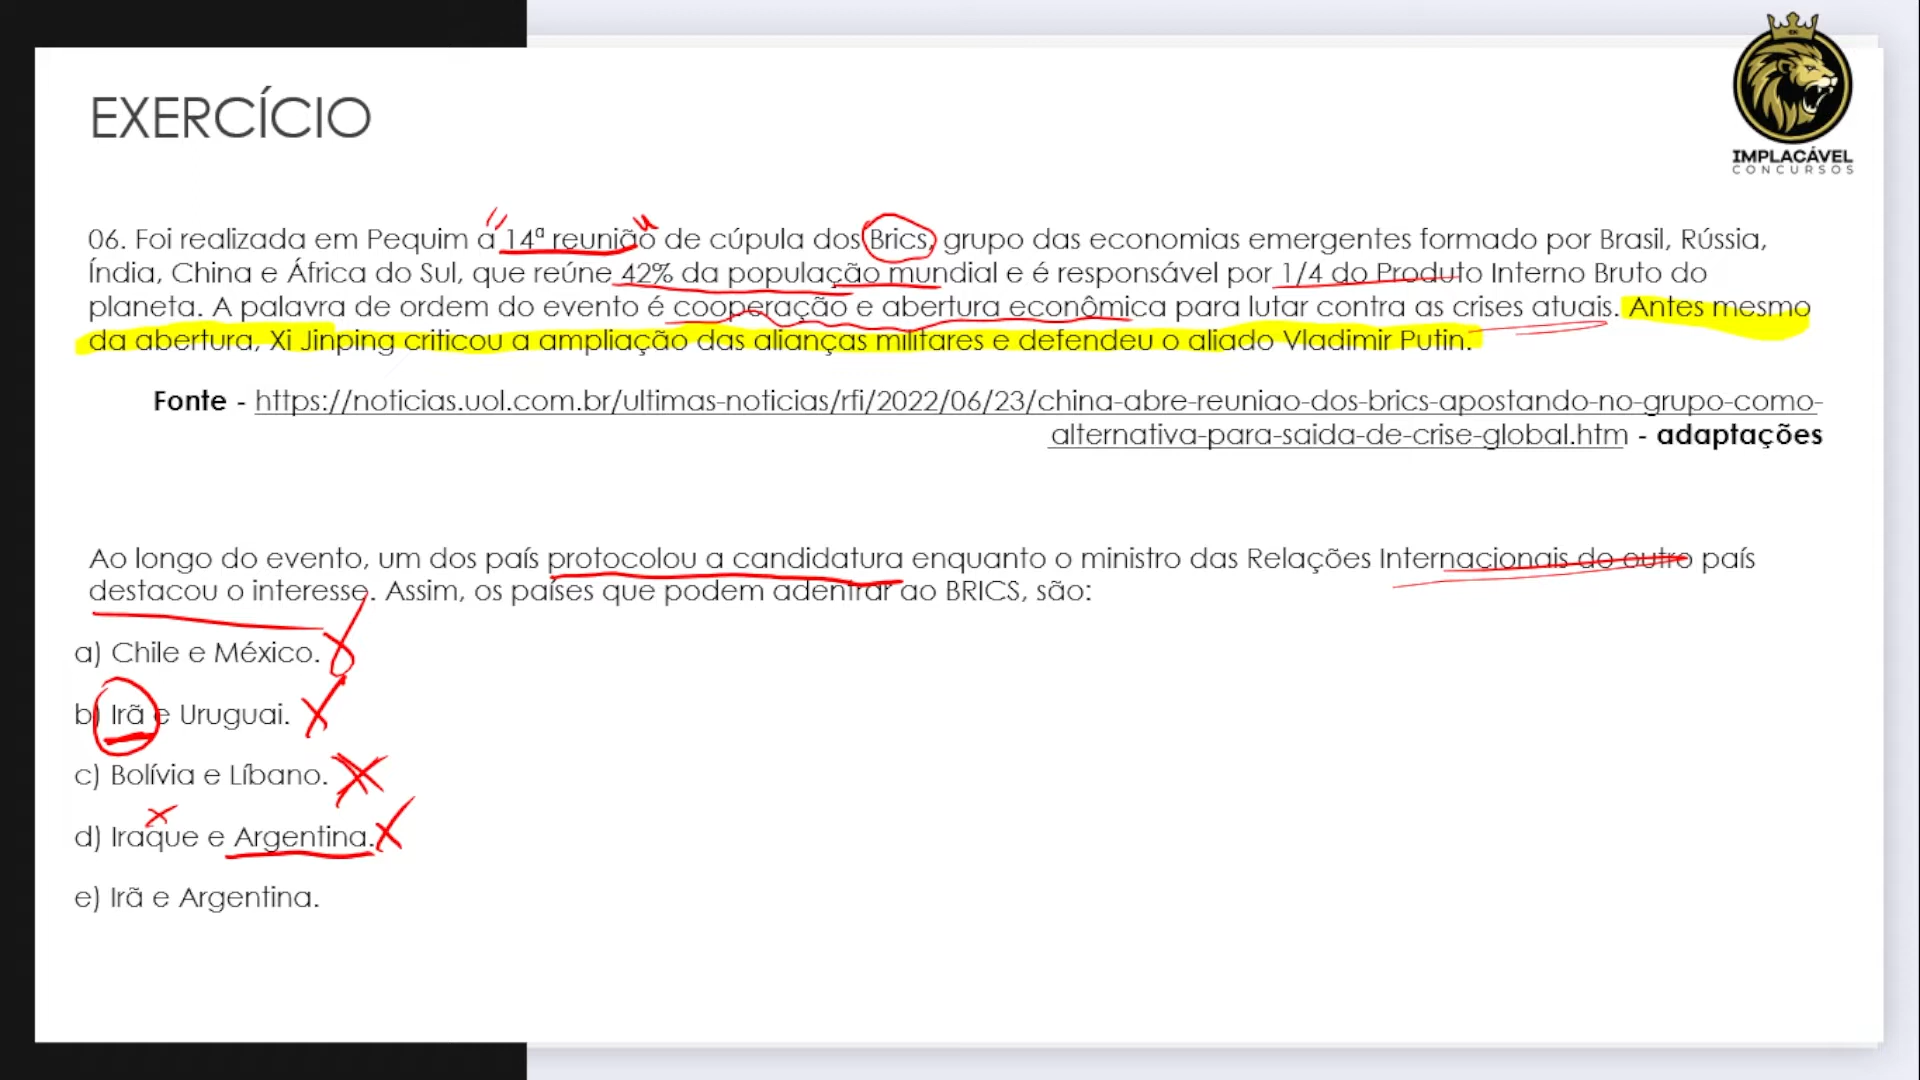 IMPLACÁVEL
CONCURSOS
EXERCÍCIO
06. Foi realizada em Pequim a 14ª reunião de cúpula dos Brics, grupo das economias emergentes formado por Brasil, Rússia,
Índia, China e África do Sul, que reúne 42% da população mundial e é responsável por 1/4 do Produto Interno Bruto do
planeta. A palavra de ordem do evento é cooperação e abertura econômica para lutar contra as crises atuais. Antes mesmo
da abertura, Xi Jinping criticou a ampliação das alianças militares e defendeu o aliado Vladimir Putin.
Fonte - https://noticias.uol.com.br/ultimas-noticias/rfi/2022/06/23/china-abre-reuniao-dos-brics-apostando-no-grupo-como-
alternativa-para-saida-de-crise-global.htm - adaptações
Ao longo do evento, um dos país protocolou a candidatura enquanto o ministro das Relações Internacionais do outro país
destacou o interesse. Assim, os países que podem adentrar ao BRICS, são:
a) Chile e México.
b) Irã e Uruguai.
c) Bolívia e Líbano.
d) Iraque e Argentina.
e) Irã e Argentina.